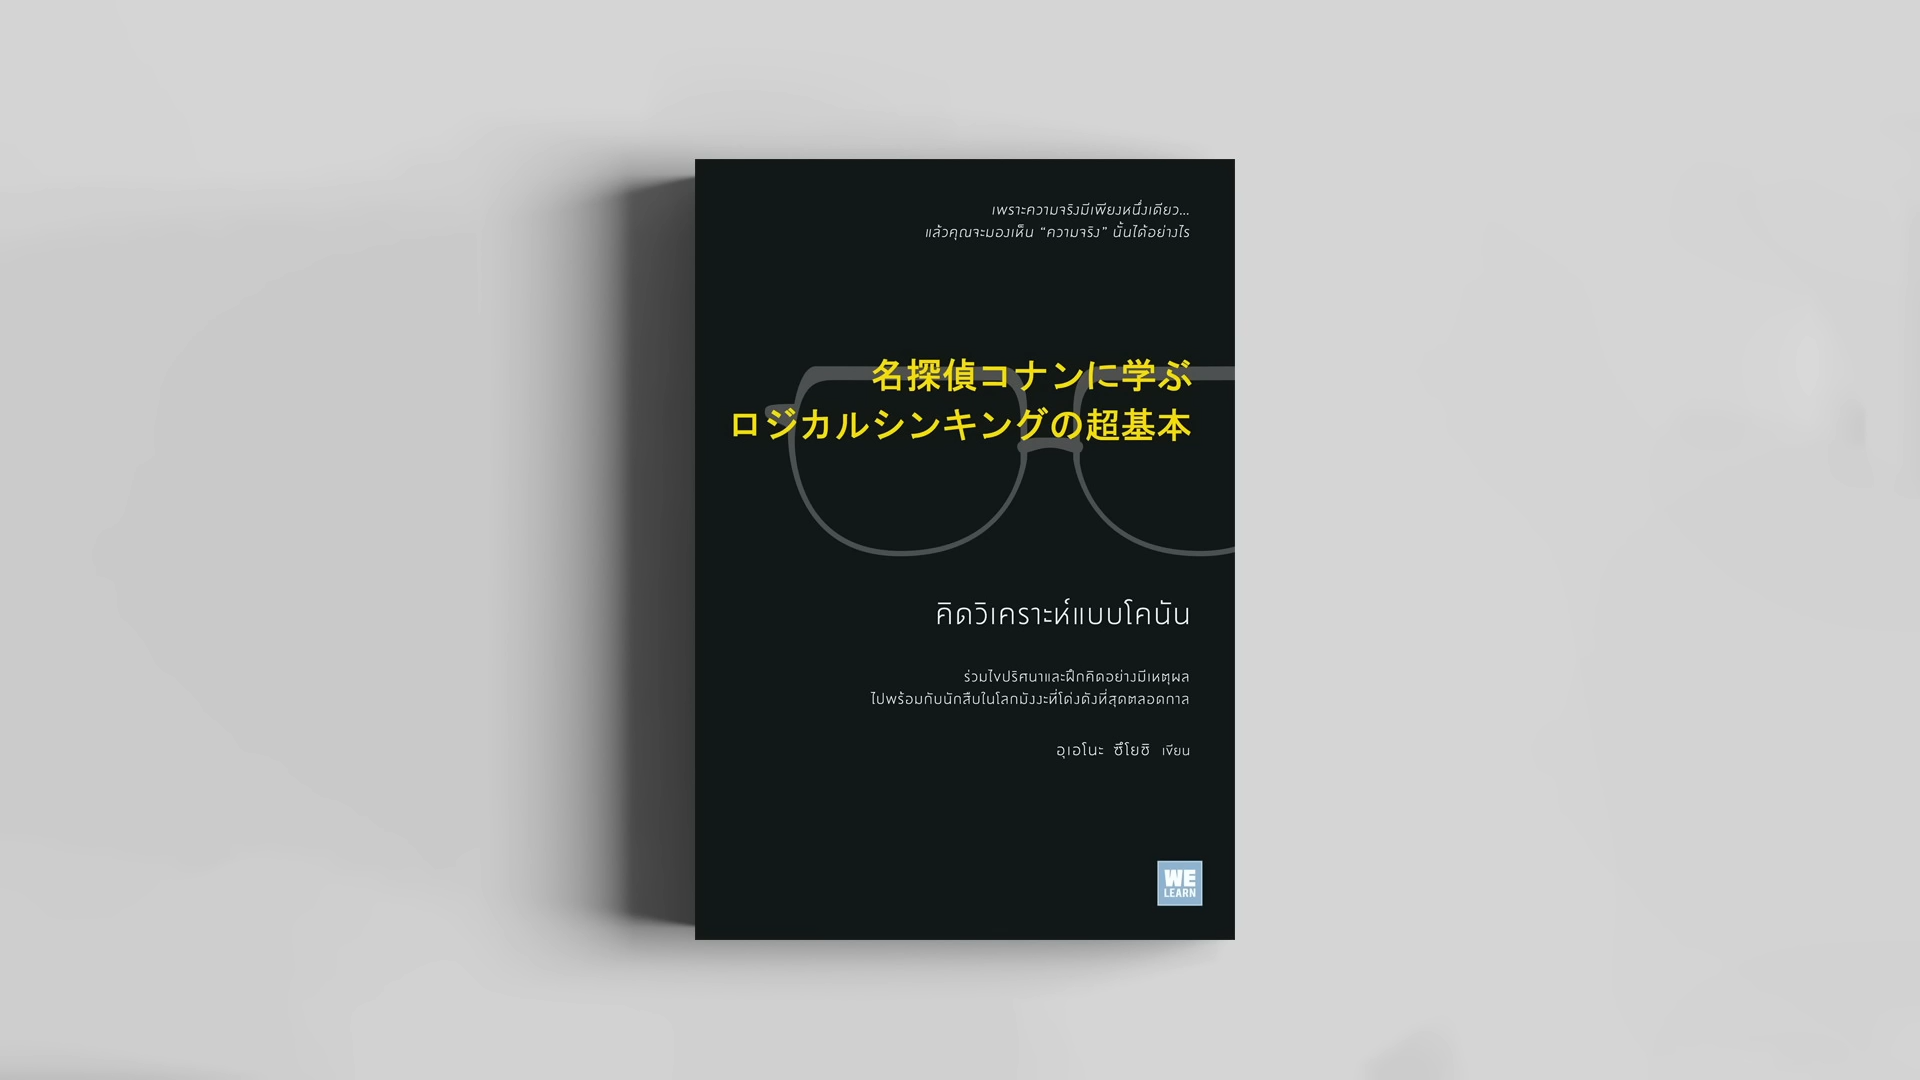 เพราะความจริงมีเพียงหนึ่งเดียว...
แล้วคุณจะมองเห็น “ความจริง” นั้นได้อย่างไร
名探偵コナンに学ぶ
ロジカルシンキングの超基本
คิดวิเคราะห์แบบโคนัน
ร่วมไขปริศนาและฝึกคิดอย่างมีเหตุผล
ไปพร้อมกับนักสืบในโลกมังงะที่โด่งดังที่สุดตลอดกาล
อุเอโนะ ซึโยชิ เขียน
WE
LEARN